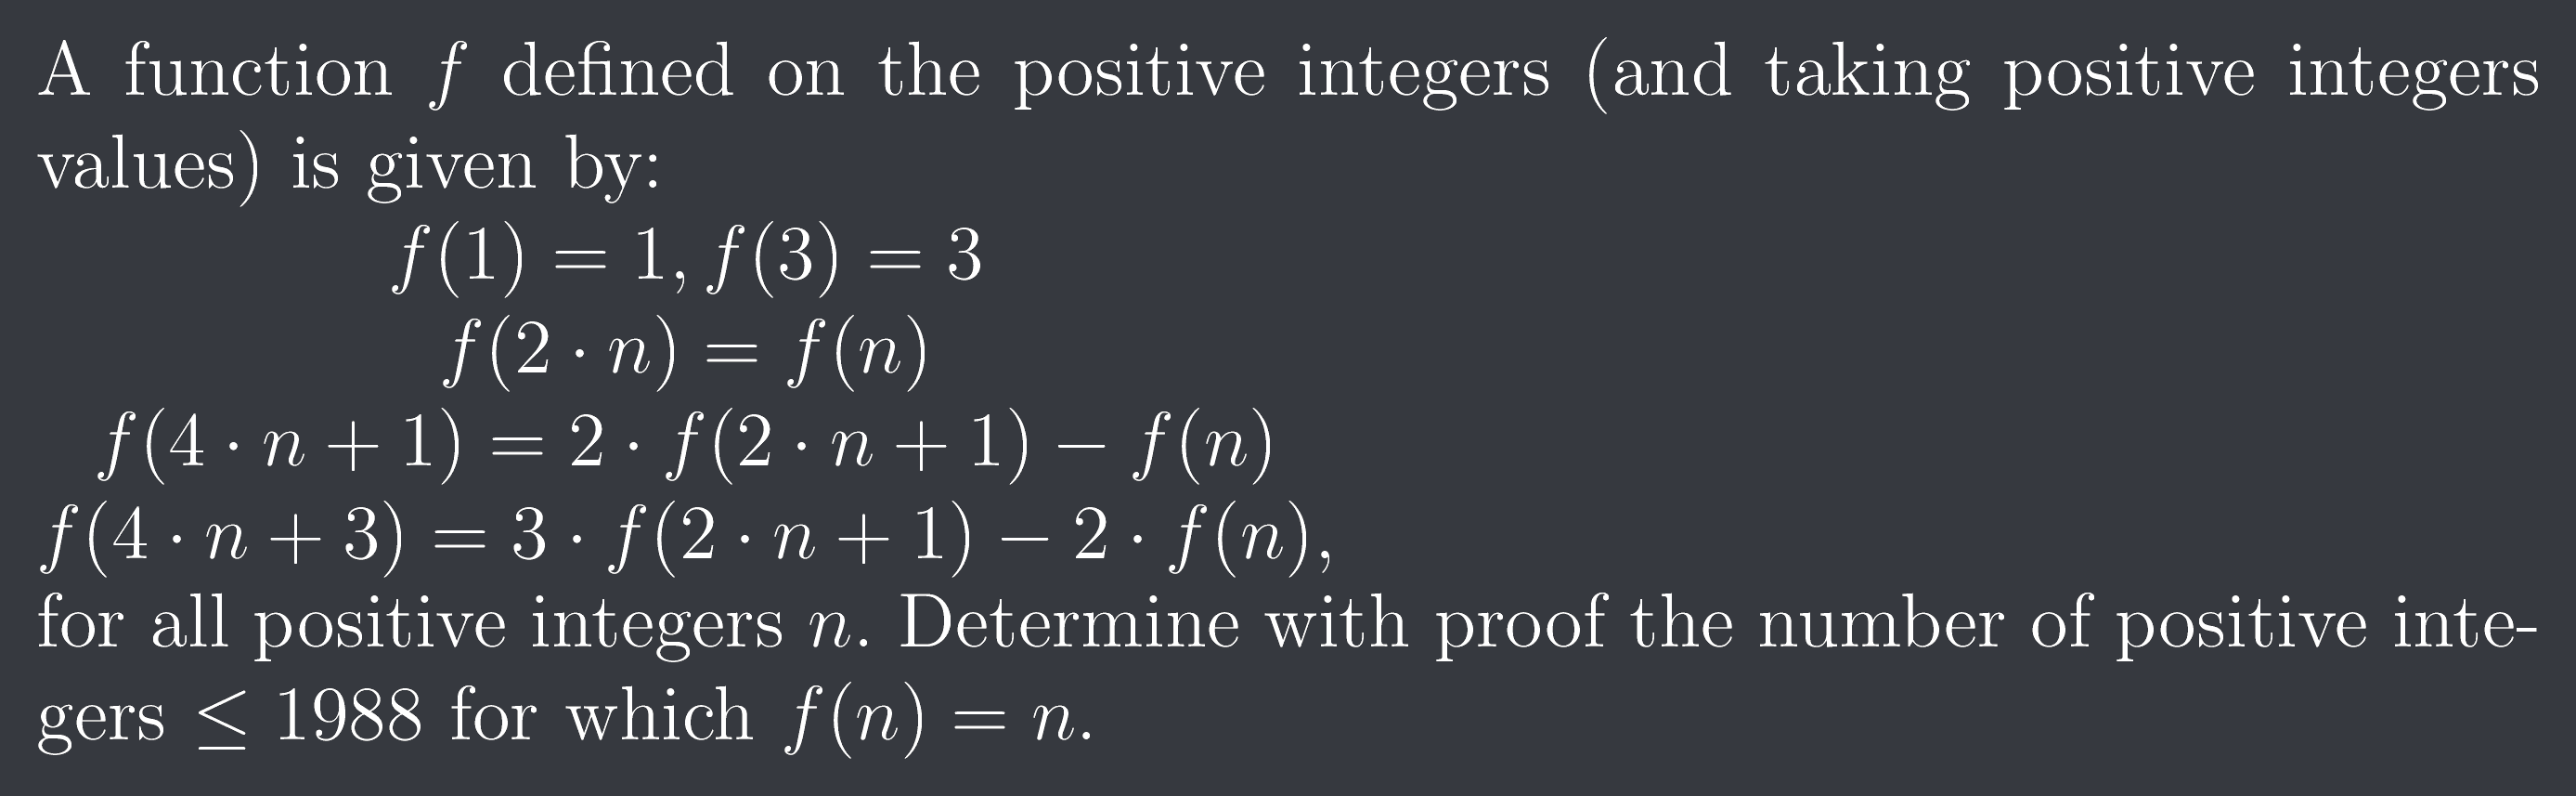 A function f defined on the positive integers (and taking positive integers
values) is given by:
f(1) = 1, f(3) = 3
f(2 · n) = f(n)
f(4 · n + 1) = 2 · f(2 · n + 1) − f(n)
f(4 · n + 3) = 3 · f(2 · n + 1) − 2 · f(n),
for all positive integers n. Determine with proof the number of positive inte-
gers ≤ 1988 for which f(n) = n.